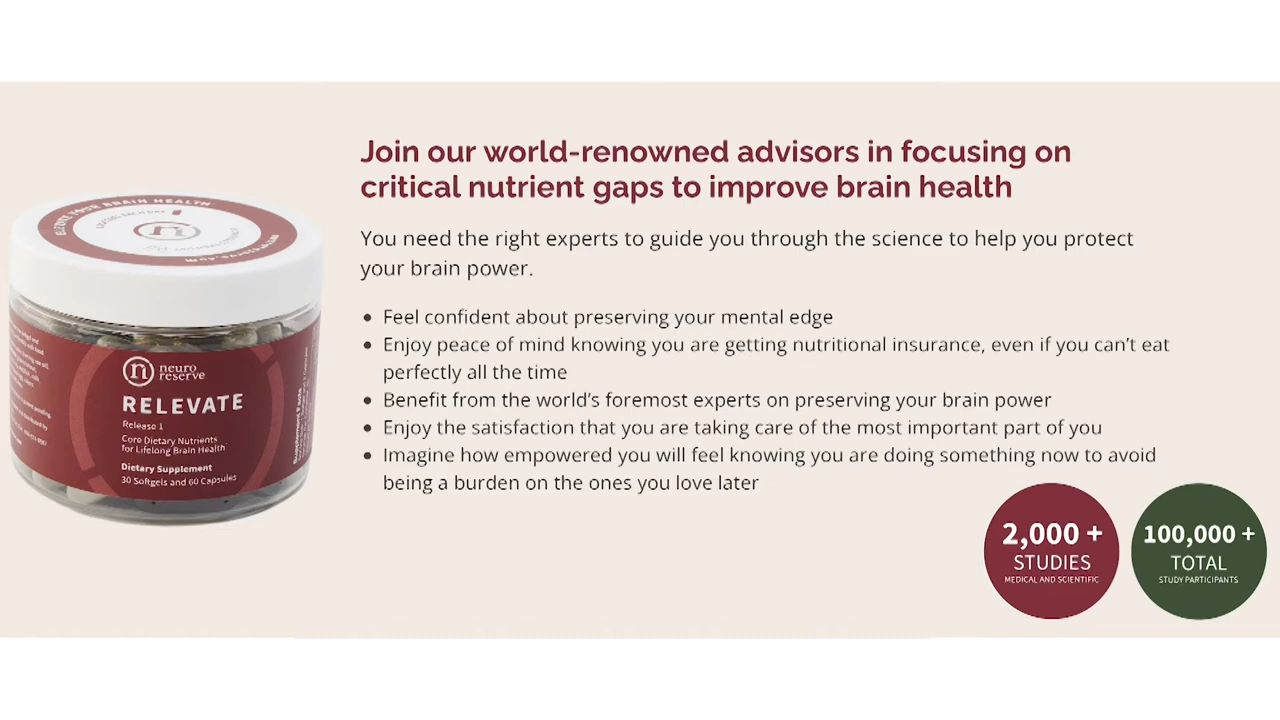 Join our world-renowned advisors in focusing on
critical nutrient gaps to improve brain health
You need the right experts to guide you through the science to help you protect
your brain power.
Feel confident about preserving your mental edge
Enjoy peace of mind knowing you are getting nutritional insurance, even if you can't eat
perfectly all the time
Benefit from the world's foremost experts on preserving your brain power
Enjoy the satisfaction that you are taking care of the most important part of you
Imagine how empowered you will feel knowing you are doing something now to avoid
being a burden on the ones you love later
YOUR BRAIN HEALTH
n
neuro
reserve
RELEVATE
Release 1
Core Dietary Nutrients
for Lifelong Brain Health
Dietary Supplement
30 Softgels and 60 Capsules
2,000 +
STUDIES
MEDICAL AND SCIENTIFIC
100,000 +
TOTAL
STUDY PARTICIPANTS